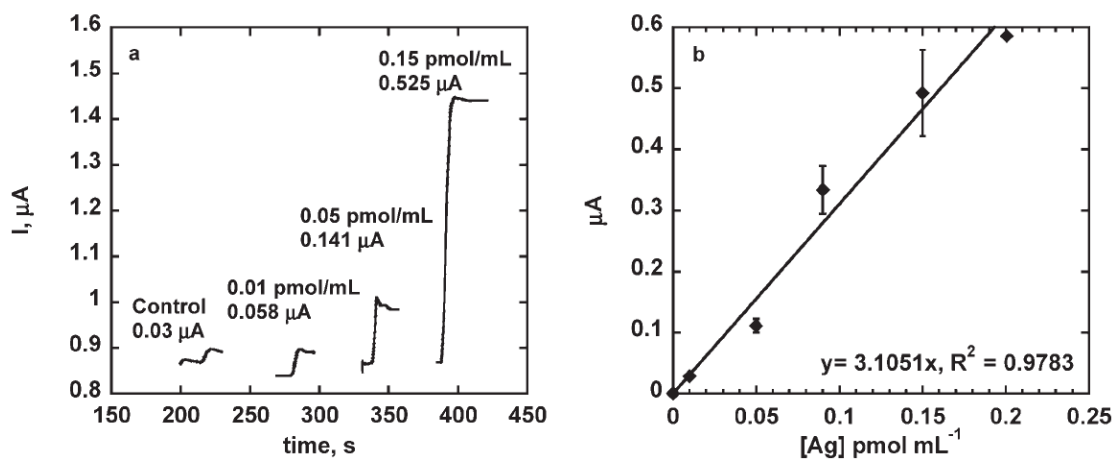 a
1.6
1.5
1.4
1.3
1.2
1.1
1
0.9
0.8
I, μA
0.15 pmol/mL
0.525 μA
0.05 pmol/mL
0.141 μA
0.01 pmol/mL
0.058 μA
Control
0.03 μA
150 200 250 300 350 400 450
time, s
b
0.6
0.5
0.4
0.3
0.2
0.1
0
μA
y= 3.1051x, R² = 0.9783
0 0.05 0.1 0.15 0.2 0.25
[Ag] pmol mL⁻¹